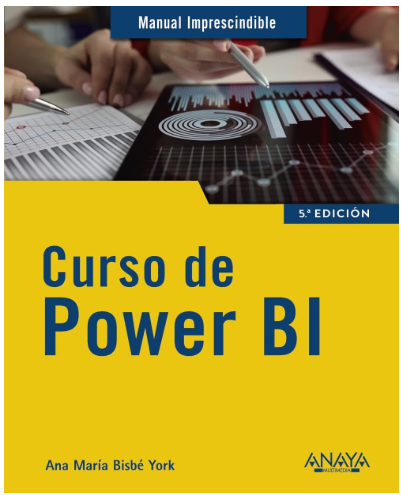 Manual Imprescindible
5.ª EDICIÓN
Curso de
Power BI
Ana María Bisbé York
ANAYA
MULTIMEDIA